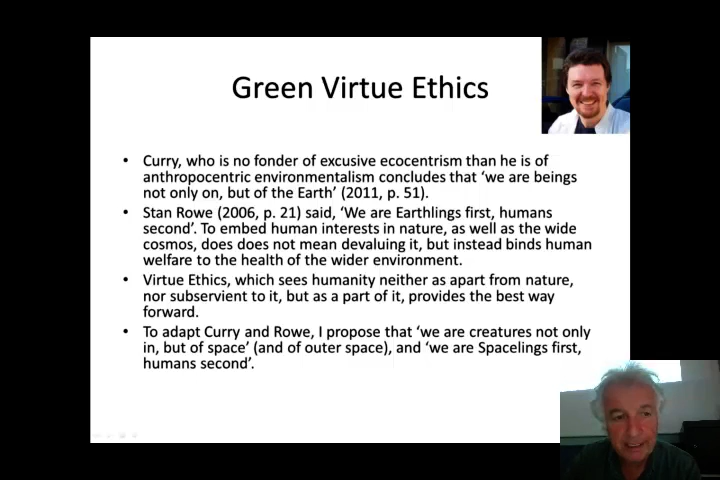 Green Virtue Ethics
• Curry, who is no fonder of excusive ecocentrism than he is of
anthropocentric environmentalism concludes that ‘we are beings
not only on, but of the Earth’ (2011, p. 51).
• Stan Rowe (2006, p. 21) said, ‘We are Earthlings first, humans
second’. To embed human interests in nature, as well as the wide
cosmos, does does not mean devaluing it, but instead binds human
welfare to the health of the wider environment.
• Virtue Ethics, which sees humanity neither as apart from nature,
nor subservient to it, but as a part of it, provides the best way
forward.
• To adapt Curry and Rowe, I propose that ‘we are creatures not only
in, but of space’ (and of outer space), and ‘we are Spacelings first,
humans second’.